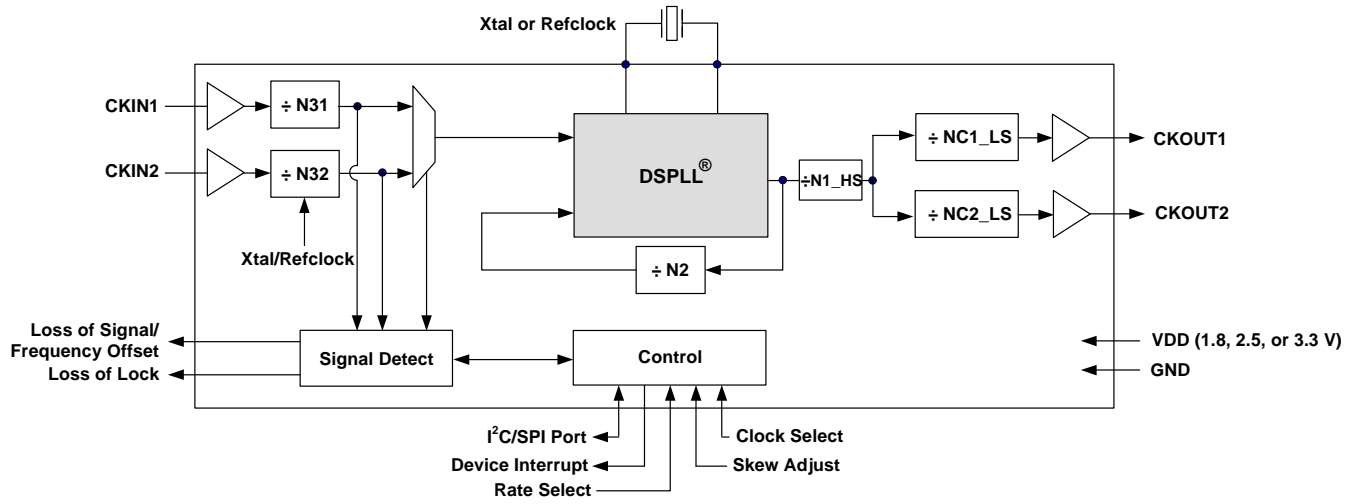 Xtal or Refclock
CKIN1
÷ N31
CKIN2
÷ N32
Xtal/Refclock
DSPLL®
÷N1_HS
÷ NC1_LS
CKOUT1
÷ NC2_LS
CKOUT2
÷ N2
Loss of Signal/
Frequency Offset
Loss of Lock
Signal Detect
Control
VDD (1.8, 2.5, or 3.3 V)
GND
I²C/SPI Port
Clock Select
Device Interrupt
Skew Adjust
Rate Select